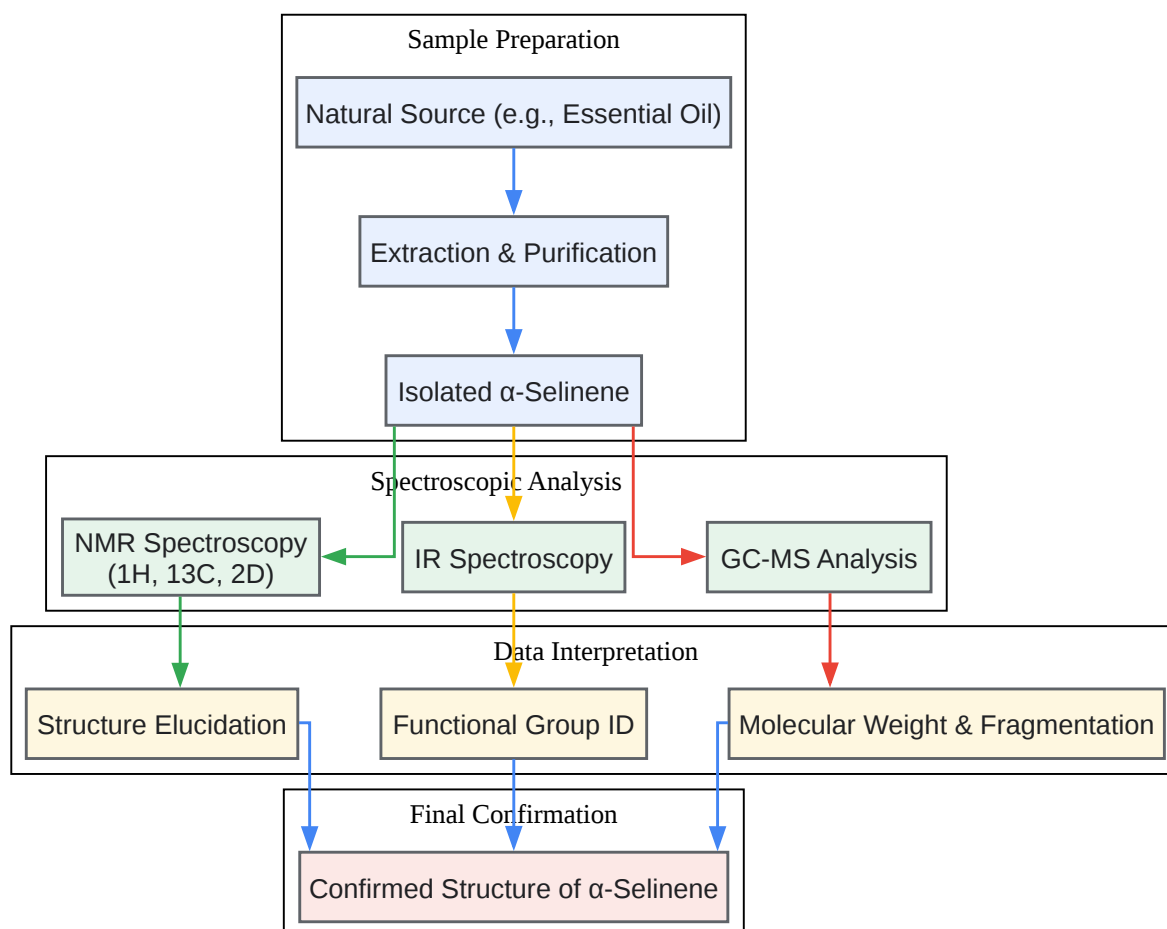 Sample Preparation
Natural Source (e.g., Essential Oil)
Extraction & Purification
Isolated α-Selinene
Spectroscopic Analysis
NMR Spectroscopy
(1H, 13C, 2D)
IR Spectroscopy
GC-MS Analysis
Data Interpretation
Structure Elucidation
Functional Group ID
Molecular Weight & Fragmentation
Final Confirmation
Confirmed Structure of α-Selinene